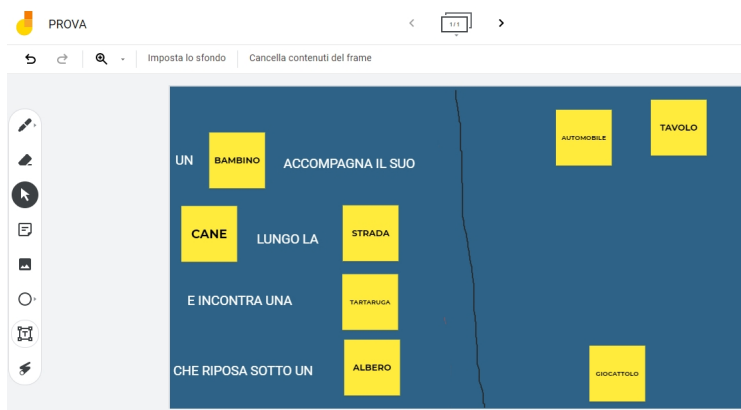 PROVA
1/1
Imposta lo sfondo
Cancella contenuti del frame
UN BAMBINO ACCOMPAGNA IL SUO
CANE LUNGO LA STRADA
E INCONTRA UNA TARTARUGA
CHE RIPOSA SOTTO UN ALBERO
AUTOMOBILE
TAVOLO
GIOCATTOLO